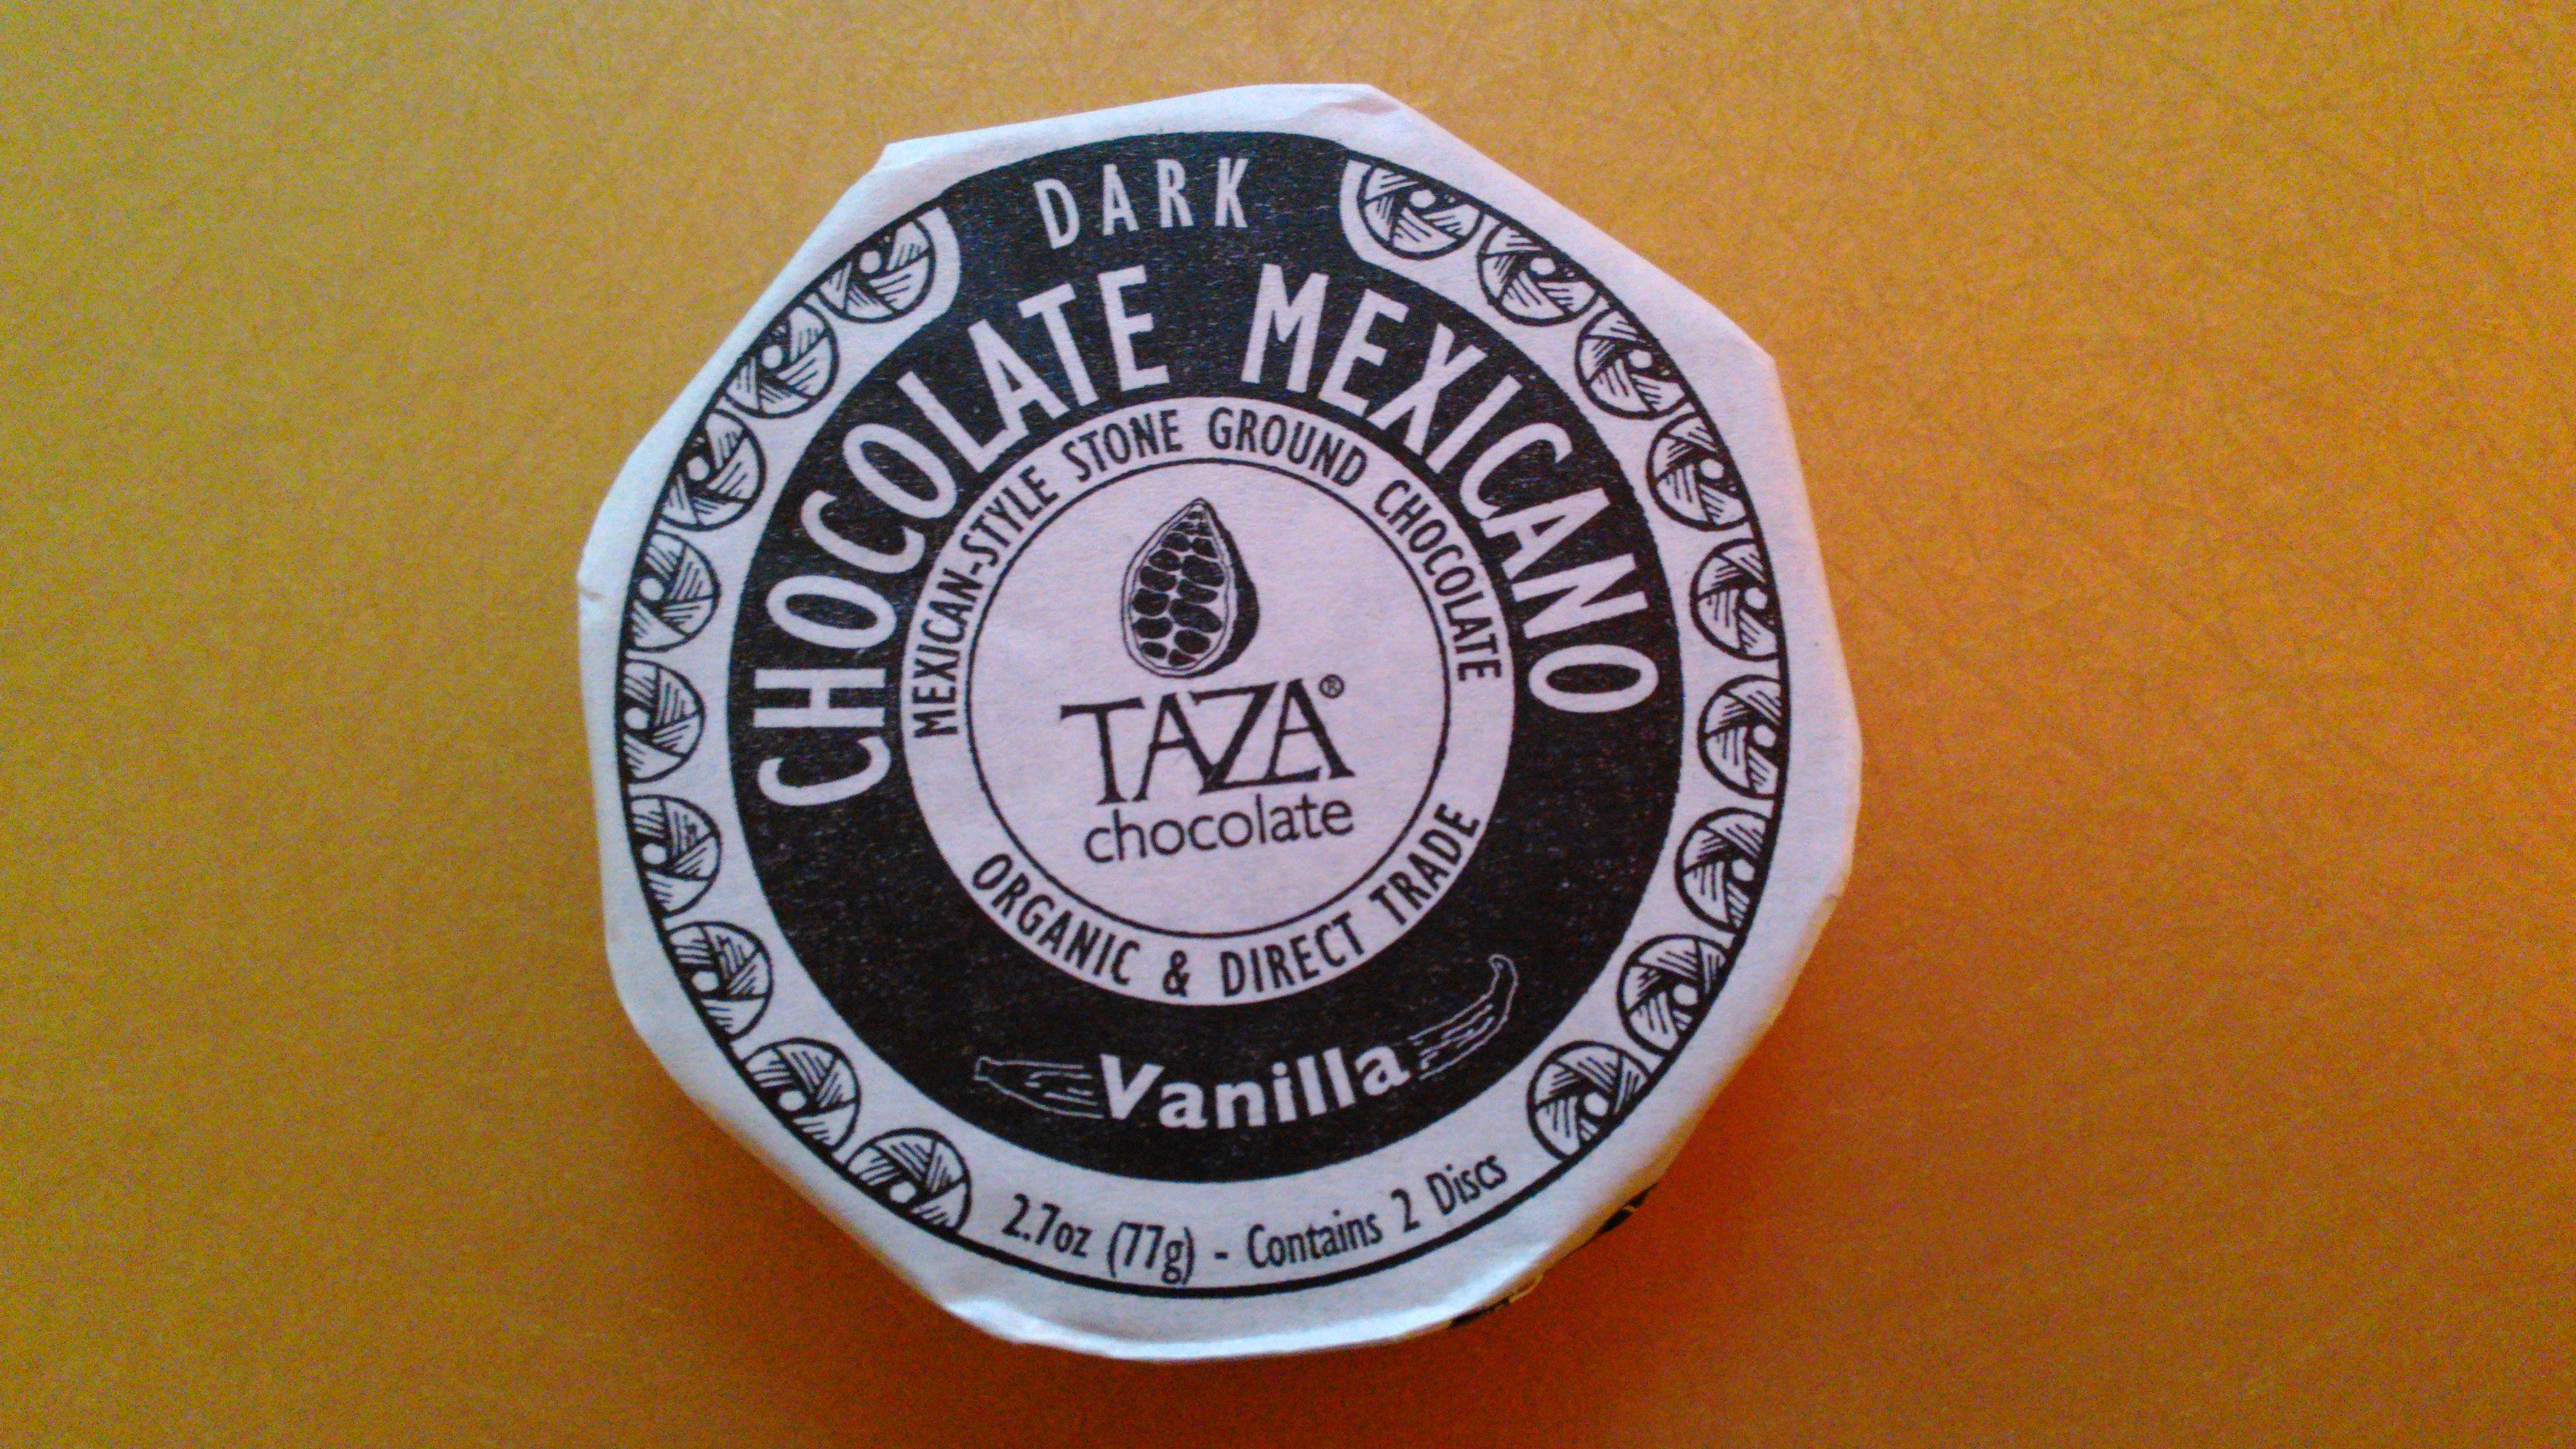 DARK
CHOCOLATE MEXICANO
MEXICAN-STYLE STONE GROUND CHOCOLATE
TAZA®
chocolate
ORGANIC & DIRECT TRADE
Vanilla
2.7oz (77g) - Contains 2 Discs